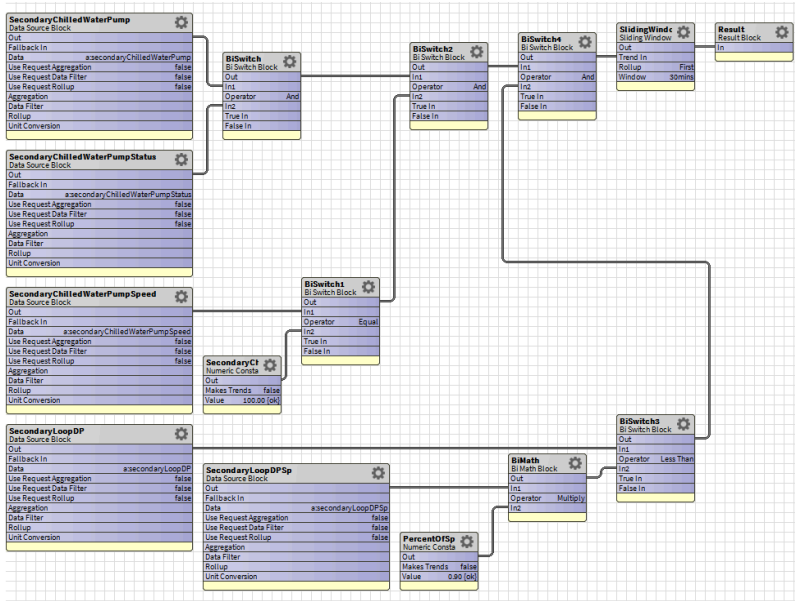 SecondaryChilledWaterPump
Data Source Block
Out
Fallback In
Data a:secondaryChilledWaterPump
Use Request Aggregation false
Use Request Data Filter false
Use Request Rollup false
Aggregation
Data Filter
Rollup
Unit Conversion
BiSwitch
Bi Switch Block
Out
In1
Operator And
In2
True In
False In
BiSwitch2
Bi Switch Block
Out
In1
Operator And
In2
True In
False In
BiSwitch4
Bi Switch Block
Out
In1
Operator And
In2
True In
False In
SlidingWindo
Sliding Window
Out
Trend In
Rollup First
Window 30mins
Result
Result Block
In
SecondaryChilledWaterPumpStatus
Data Source Block
Out
Fallback In
Data a:secondaryChilledWaterPumpStatus
Use Request Aggregation false
Use Request Data Filter false
Use Request Rollup false
Aggregation
Data Filter
Rollup
Unit Conversion
SecondaryChilledWaterPumpSpeed
Data Source Block
Out
Fallback In
Data a:secondaryChilledWaterPumpSpeed
Use Request Aggregation false
Use Request Data Filter false
Use Request Rollup false
Aggregation
Data Filter
Rollup
Unit Conversion
BiSwitch1
Bi Switch Block
Out
In1
Operator Equal
In2
True In
False In
SecondaryCh
Numeric Consta
Out
Makes Trends false
Value 100.00 {ok}
SecondaryLoopDP
Data Source Block
Out
Fallback In
Data a:secondaryLoopDP
Use Request Aggregation false
Use Request Data Filter false
Use Request Rollup false
Aggregation
Data Filter
Rollup
Unit Conversion
SecondaryLoopDPSp
Data Source Block
Out
Fallback In
Data a:secondaryLoopDPSp
Use Request Aggregation false
Use Request Data Filter false
Use Request Rollup false
Aggregation
Data Filter
Rollup
Unit Conversion
PercentOfSp
Numeric Consta
Out
Makes Trends false
Value 0.90 {ok}
BiMath
Bi Math Block
Out
In1
Operator Multiply
In2
BiSwitch3
Bi Switch Block
Out
In1
Operator Less Than
In2
True In
False In